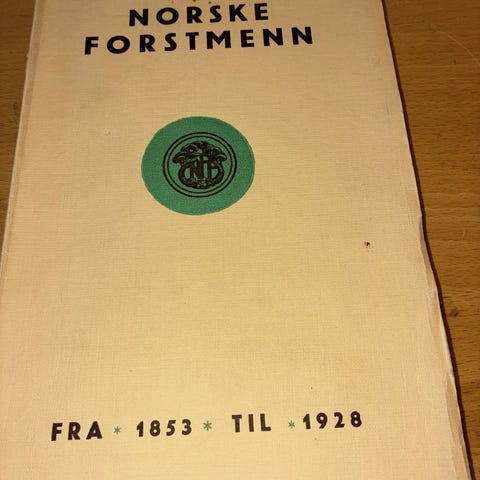 NORSKE
FORSTMENN
FRA * 1853 * TIL * 1928